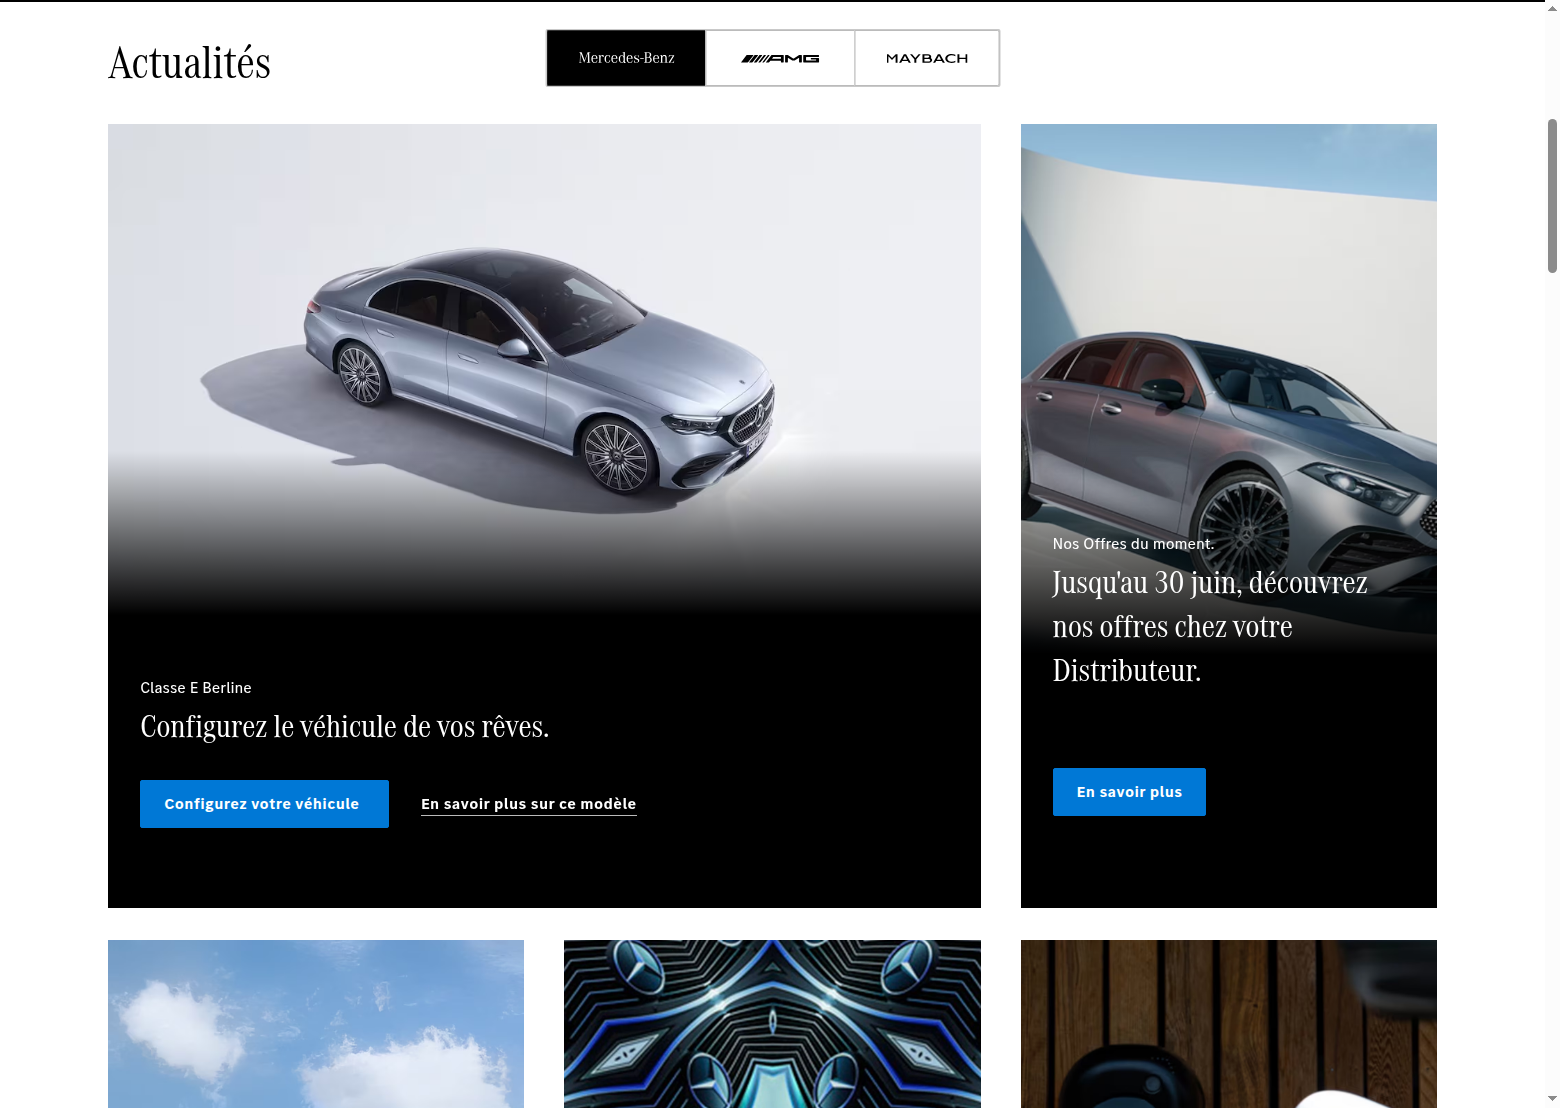 Actualités
Mercedes-Benz
AMG
MAYBACH
Classe E Berline
Configurez le véhicule de vos rêves.
Configurez votre véhicule
En savoir plus sur ce modèle
Nos Offres du moment.
Jusqu'au 30 juin, découvrez
nos offres chez votre
Distributeur.
En savoir plus